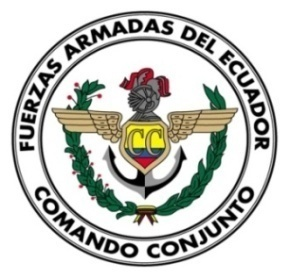 FUERZAS ARMADAS DEL ECUADOR
CC
COMANDO CONJUNTO